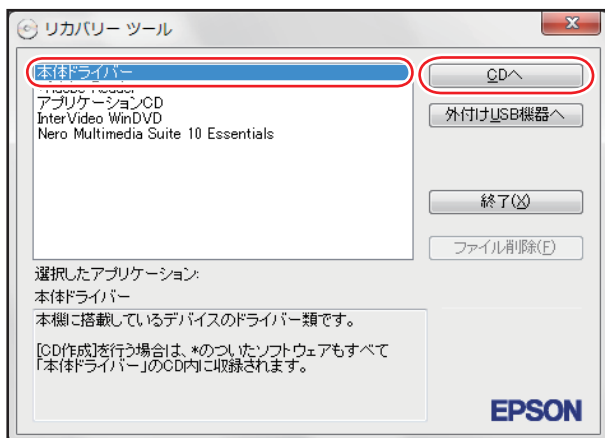 リカバリー ツール
本体ドライバー
CDへ
アプリケーションCD
InterVideo WinDVD
外付けUSB機器へ
Nero Multimedia Suite 10 Essentials
終了(X)
ファイル削除(F)
選択したアプリケーション:
本体ドライバー
本機に搭載しているデバイスのドライバー類です。
[CD作成]を行う場合は、*のついたソフトウェアもすべて
「本体ドライバー」のCD内に収録されます。
EPSON